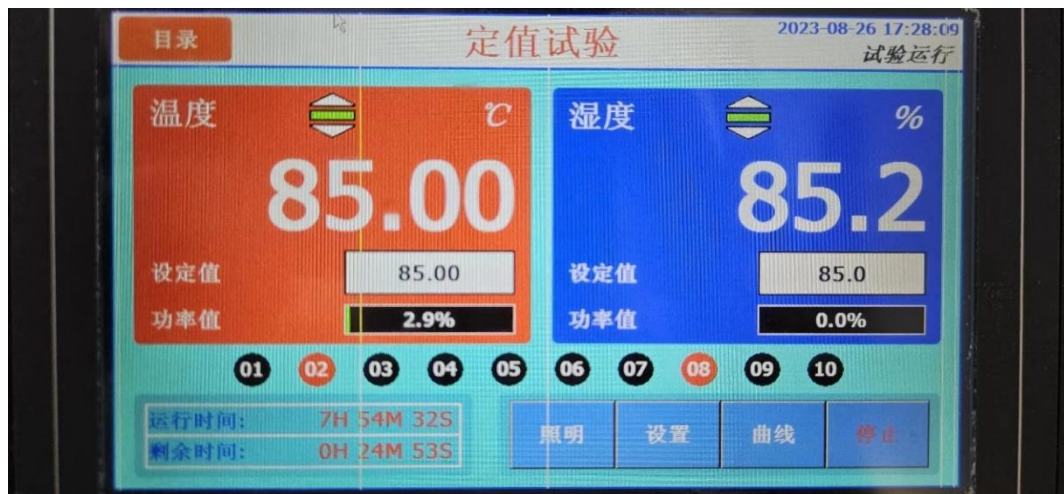 目录
定值试验
2023-08-26 17:28:09
试验运行
温度
℃
85.00
设定值
85.00
功率值
2.9%
湿度
%
85.2
设定值
85.0
功率值
0.0%
01 02 03 04 05 06 07 08 09 10
运行时间: 7H 54M 32S
剩余时间: 0H 24M 53S
照明 设置 曲线 停止